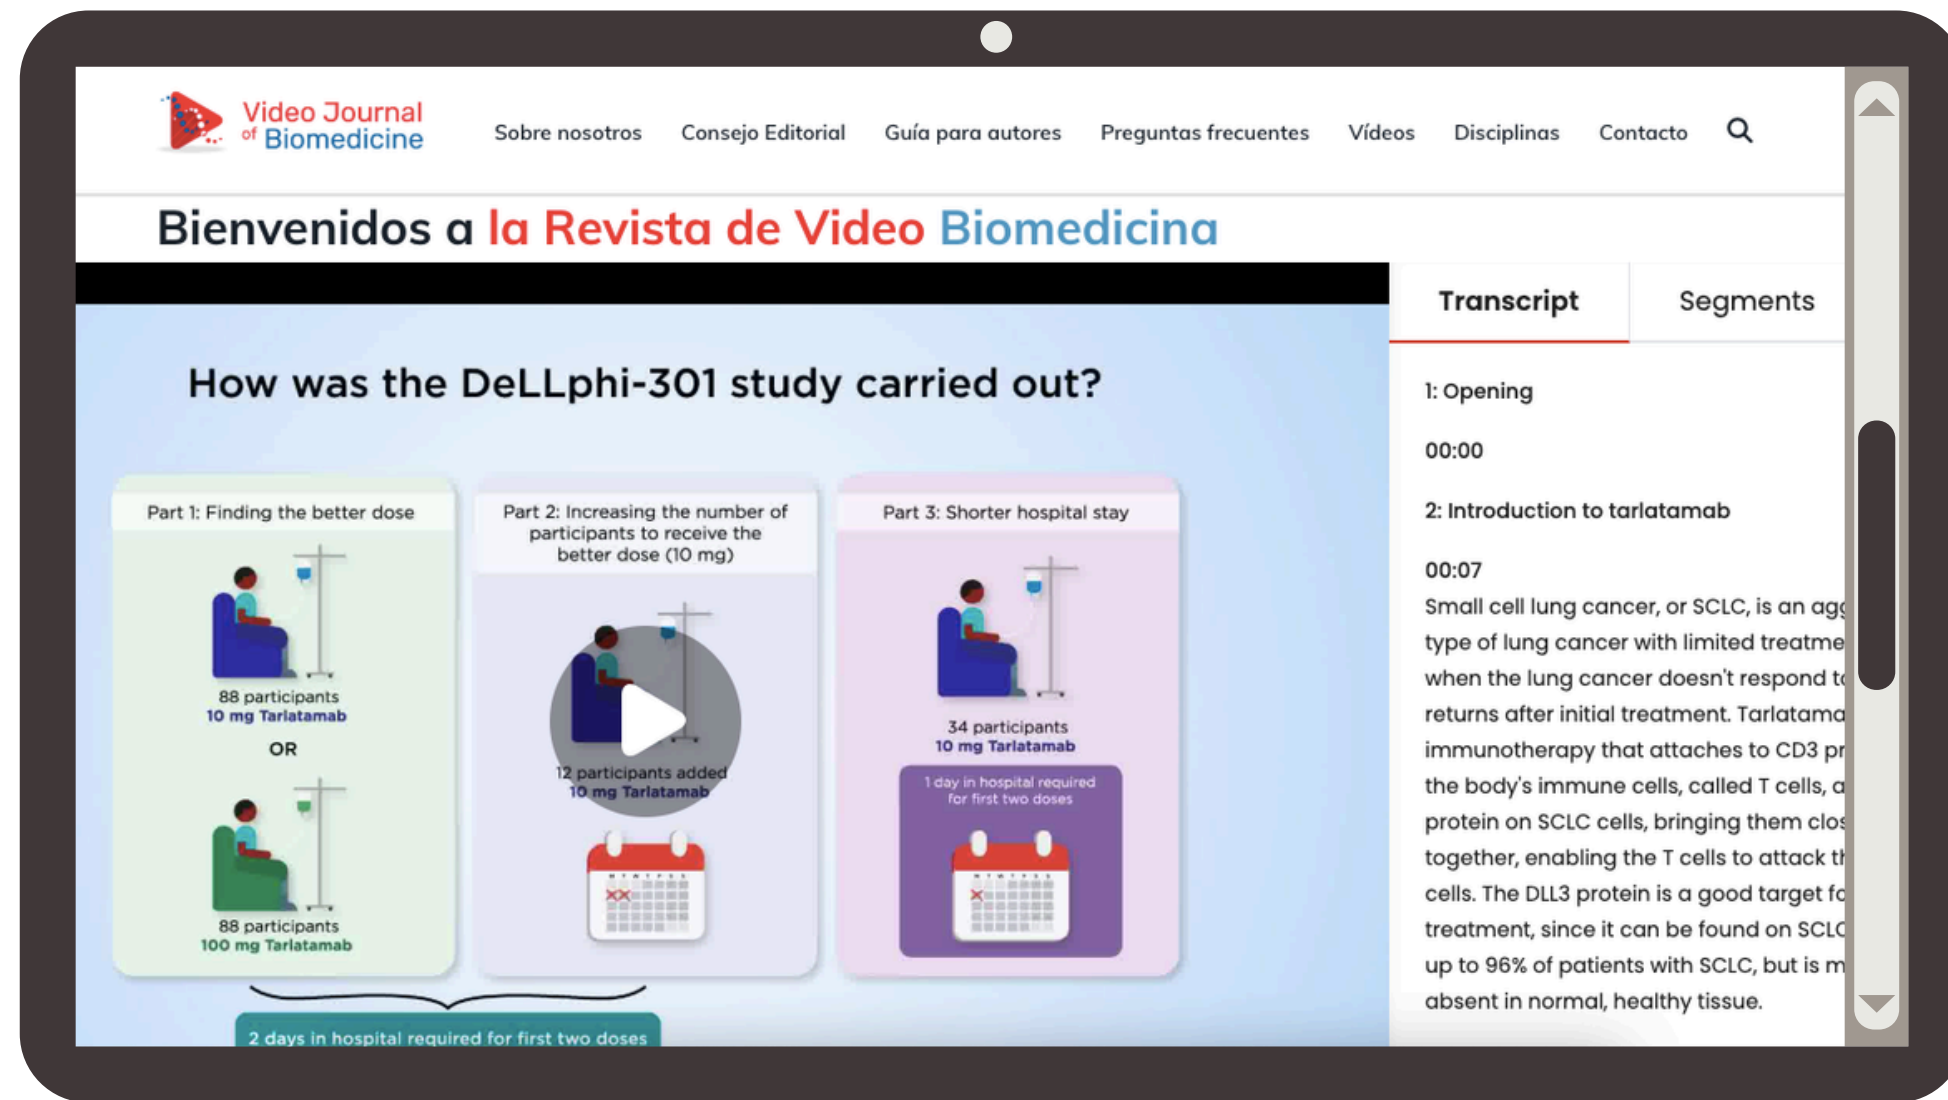 Video Journal
of Biomedicine
Sobre nosotros
Consejo Editorial
Guía para autores
Preguntas frecuentes
Vídeos
Disciplinas
Contacto
Bienvenidos a la Revista de Video Biomedicina
How was the DeLLphi-301 study carried out?
Part 1: Finding the better dose
88 participants
10 mg Tarlatamab
OR
88 participants
100 mg Tarlatamab
Part 2: Increasing the number of
participants to receive the
better dose (10 mg)
12 participants added
10 mg Tarlatamab
M T W T F S S
Part 3: Shorter hospital stay
34 participants
10 mg Tarlatamab
1 day in hospital required
for first two doses
M T W T F S S
2 days in hospital required for first two doses
Transcript
Segments
1: Opening
00:00
2: Introduction to tarlatamab
00:07
Small cell lung cancer, or SCLC, is an
type of lung cancer with limited
when the lung cancer doesn't respond
returns after initial treatment.
immunotherapy that attaches to CD3
the body's immune cells, called T cells,
protein on SCLC cells, bringing them
together, enabling the T cells to attack
cells. The DLL3 protein is a good target
treatment, since it can be found on
up to 96% of patients with SCLC, but is
absent in normal, healthy tissue.